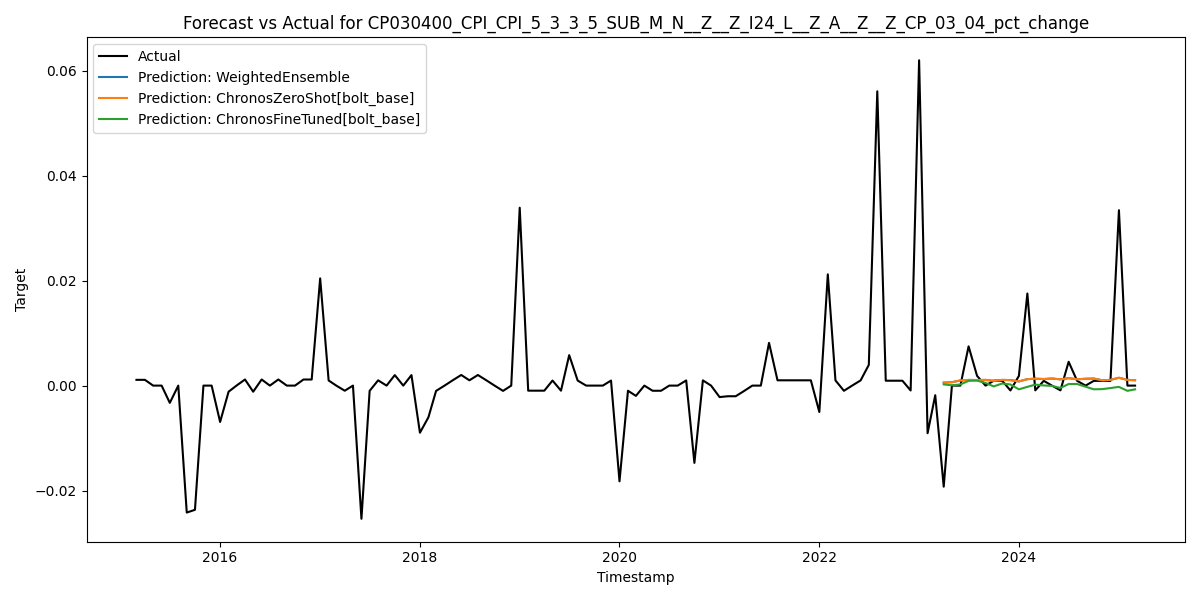 Forecast vs Actual for CP030400_CPI_CPI_5_3_3_5_SUB_M_N__Z__Z_I24_L__Z_A__Z__Z_CP_03_04_pct_change
Actual
Prediction: WeightedEnsemble
Prediction: ChronosZeroShot[bolt_base]
Prediction: ChronosFineTuned[bolt_base]
0.06
0.04
0.02
0.00
−0.02
Target
2016
2018
2020
2022
2024
Timestamp